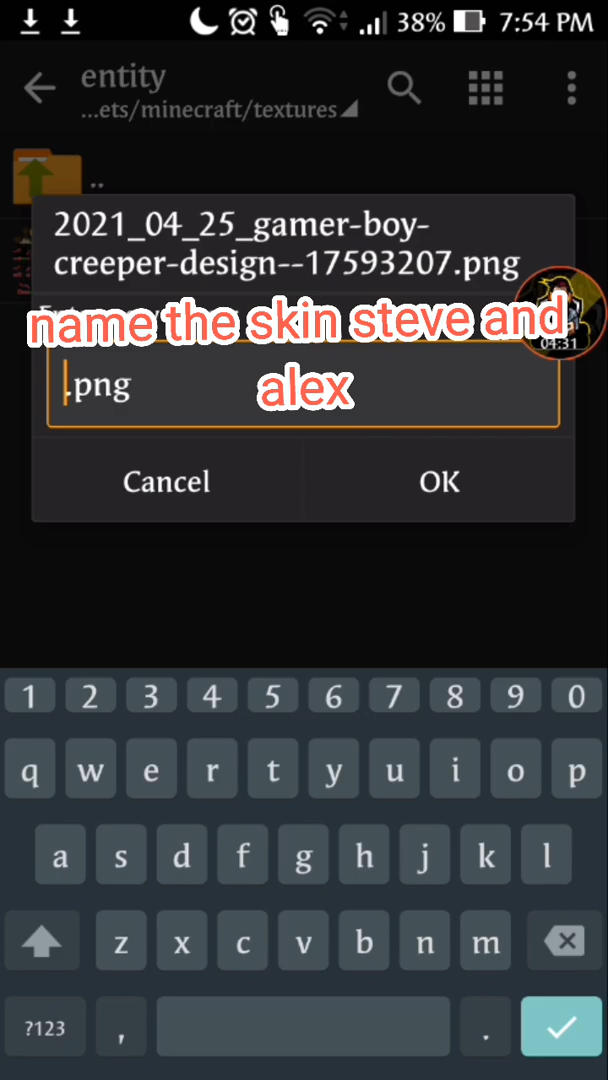 38% 7:54 PM
entity
...ets/minecraft/textures
..
2021_04_25_gamer-boy-
creeper-design--17593207.png
name the skin steve and
alex
04:31
.png
Cancel OK
1 2 3 4 5 6 7 8 9 0
q w e r t y u i o p
a s d f g h j k l
z x c v b n m
?123 , .